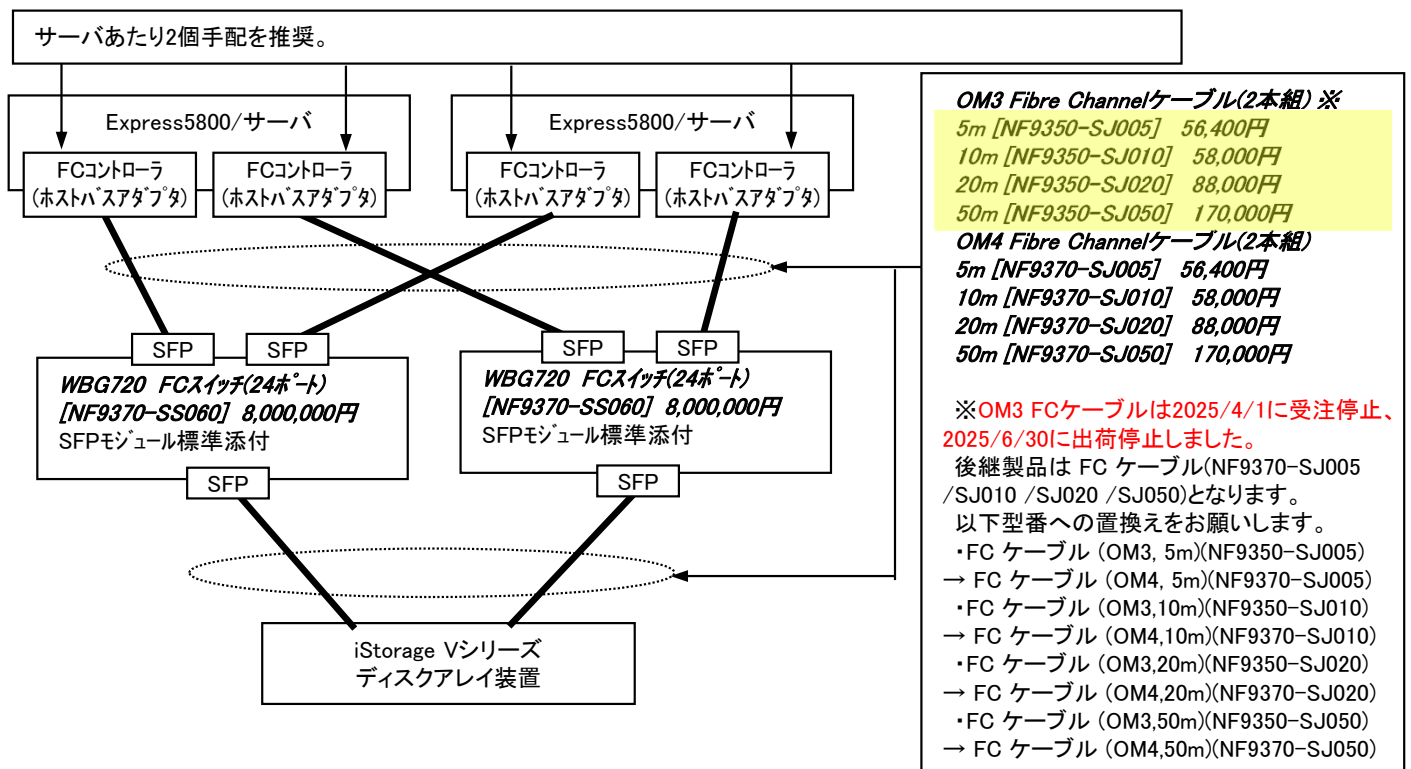 サーバあたり2個手配を推奨。
Express5800/サーバ
FCコントローラ
(ホストバスアダプタ)
FCコントローラ
(ホストバスアダプタ)
Express5800/サーバ
FCコントローラ
(ホストバスアダプタ)
FCコントローラ
(ホストバスアダプタ)
SFP
SFP
WBG720 FCスイッチ(24ポート)
[NF9370-SS060] 8,000,000円
SFPモジュール標準添付
SFP
SFP
SFP
WBG720 FCスイッチ(24ポート)
[NF9370-SS060] 8,000,000円
SFPモジュール標準添付
SFP
iStorage Vシリーズ
ディスクアレイ装置
OM3 Fibre Channelケーブル(2本組) ※
5m [NF9350-SJ005] 56,400円
10m [NF9350-SJ010] 58,000円
20m [NF9350-SJ020] 88,000円
50m [NF9350-SJ050] 170,000円
OM4 Fibre Channelケーブル(2本組)
5m [NF9370-SJ005] 56,400円
10m [NF9370-SJ010] 58,000円
20m [NF9370-SJ020] 88,000円
50m [NF9370-SJ050] 170,000円
※OM3 FCケーブルは2025/4/1に受注停止、
2025/6/30に出荷停止しました。
後継製品は FC ケーブル(NF9370-SJ005
/SJ010 /SJ020 /SJ050)となります。
以下型番への置換えをお願いします。
・FC ケーブル (OM3, 5m)(NF9350-SJ005)
→ FC ケーブル (OM4, 5m)(NF9370-SJ005)
・FC ケーブル (OM3,10m)(NF9350-SJ010)
→ FC ケーブル (OM4,10m)(NF9370-SJ010)
・FC ケーブル (OM3,20m)(NF9350-SJ020)
→ FC ケーブル (OM4,20m)(NF9370-SJ020)
・FC ケーブル (OM3,50m)(NF9350-SJ050)
→ FC ケーブル (OM4,50m)(NF9370-SJ050)